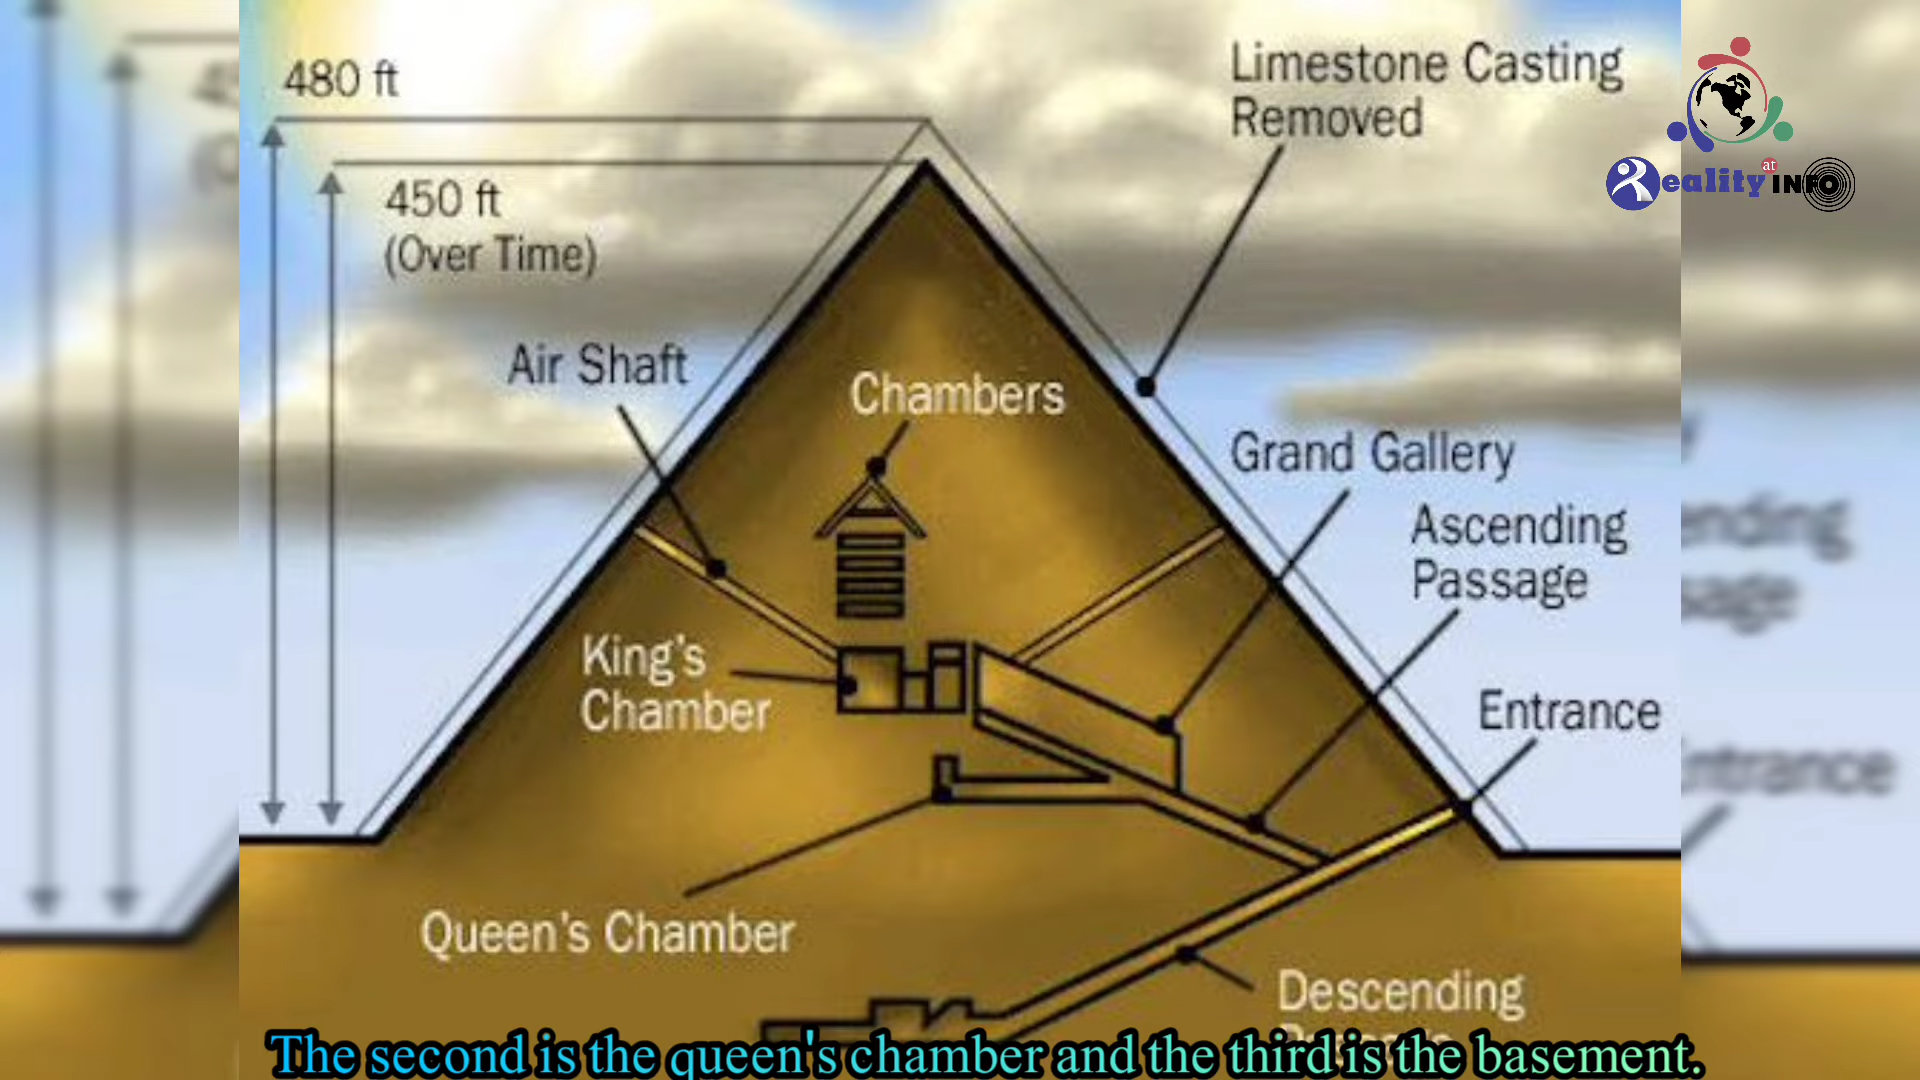 480 ft
Limestone Casting
Removed
at
Reality INFO
450 ft
(Over Time)
Air Shaft
Chambers
Grand Gallery
Ascending
Passage
King's
Chamber
Entrance
Queen's Chamber
Descending
The second is the queen's chamber and the third is the basement.